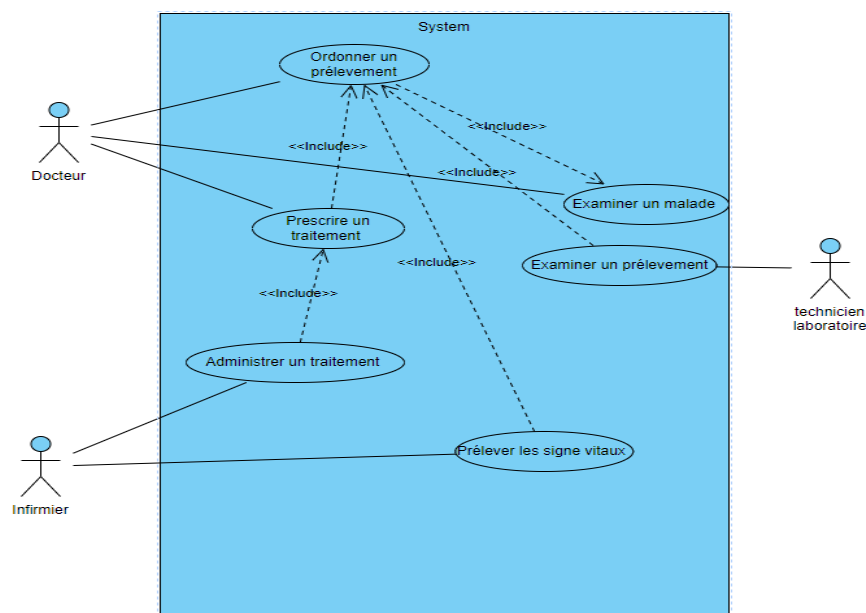 System
Ordonner un
prélevement
<<Include>>
<<Include>>
Docteur
<<Include>>
Examiner un malade
Prescrire un
traitement
<<Include>>
Examiner un prélevement
<<Include>>
technicien
laboratoire
Administrer un traitement
Prélever les signe vitaux
Infirmier